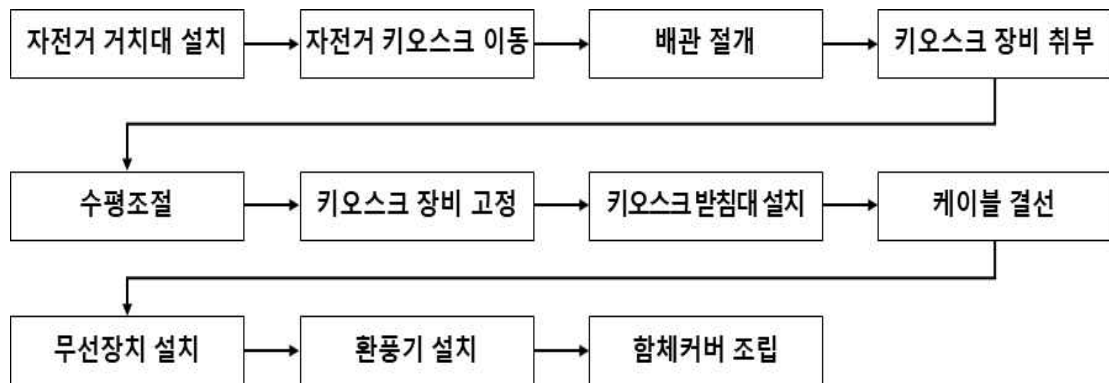 자전거 거치대 설치
자전거 키오스크 이동
배관 절개
키오스크 장비 취부
수평조절
키오스크 장비 고정
키오스크 받침대 설치
케이블 결선
무선장치 설치
환풍기 설치
함체커버 조립